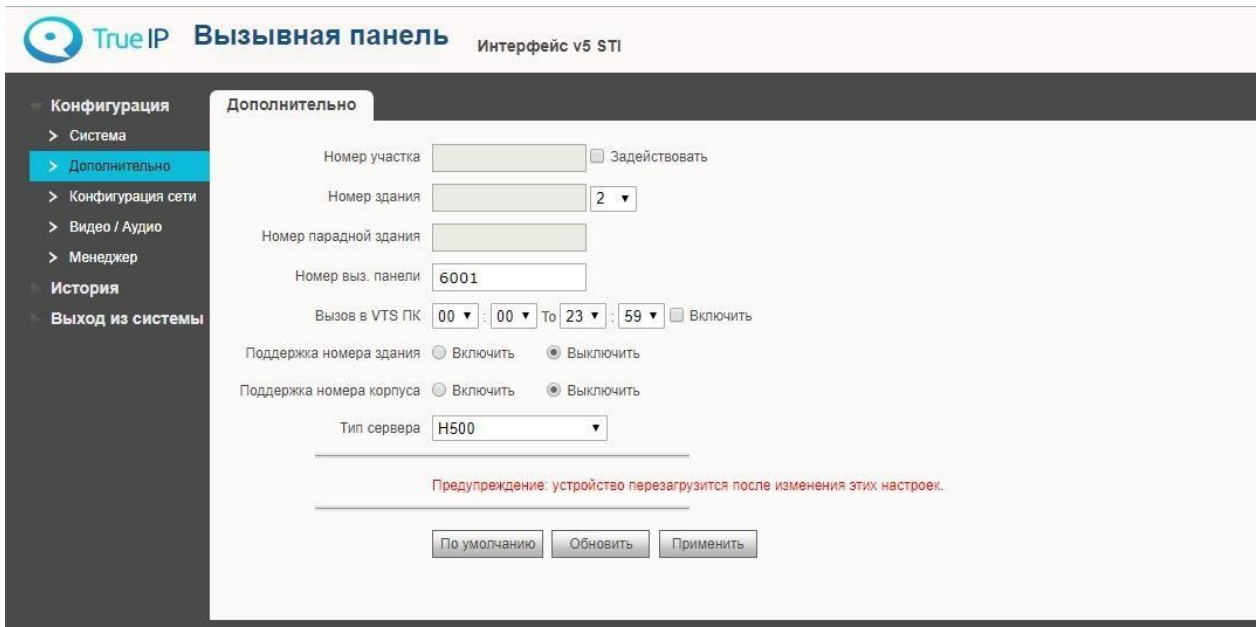 True IP Вызывная панель Интерфейс v5 STI
Конфигурация
Система
Дополнительно
Конфигурация сети
Видео / Аудио
Менеджер
История
Выход из системы
Дополнительно
Номер участка Задействовать
Номер здания 2
Номер парадной здания
Номер выз. панели 6001
Вызов в VTS ПК 00 : 00 To 23 : 59 Включить
Поддержка номера здания Включить Выключить
Поддержка номера корпуса Включить Выключить
Тип сервера H500
Предупреждение: устройство перезагрузится после изменения этих настроек.
По умолчанию Обновить Применить